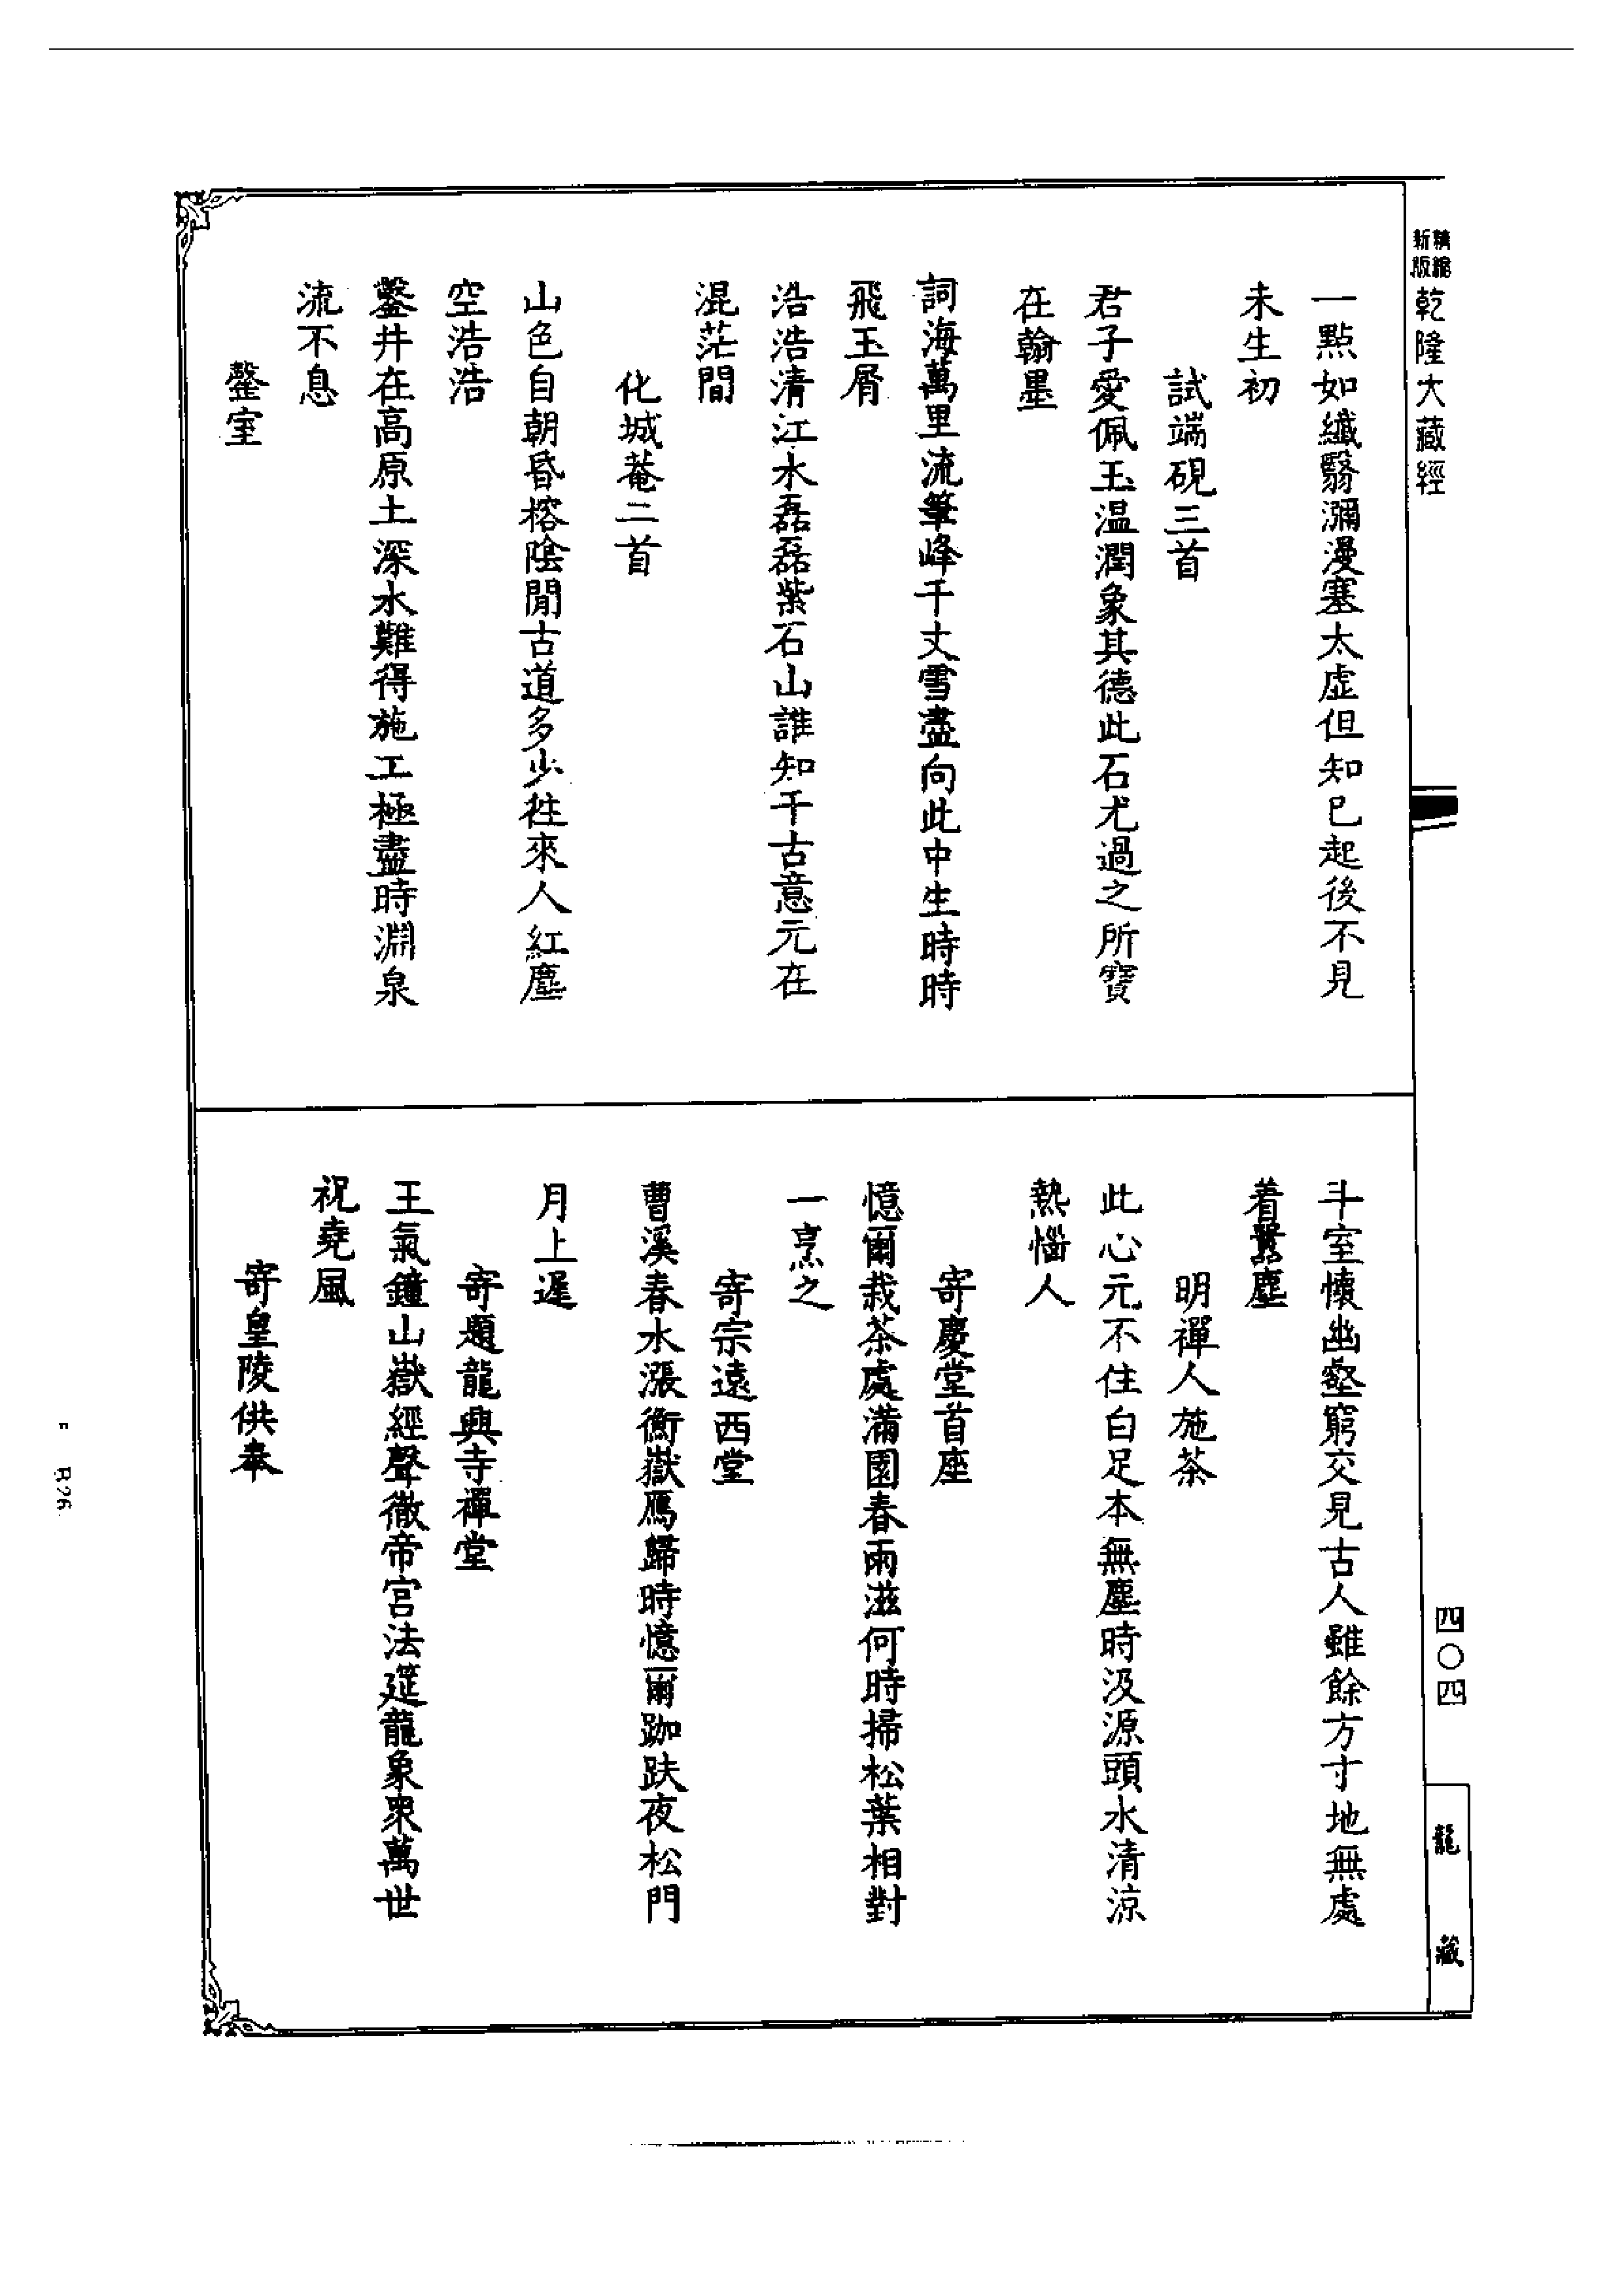 新版
精縮
乾隆大藏經
一點如纖翳瀰漫塞太虛但知已起後不見
未生初
試端硯三首
君子愛佩玉溫潤象其德此石尤過之所寶
在翰墨
詞海萬里流筆峰千丈雪盡向此中生時時
飛玉屑
浩浩清江水磊磊紫石山誰知千古意元在
混茫間
化城菴二首
山色自朝昏榕陰閒古道多少往來人紅塵
空浩浩
鑿井在高原土深水難得施工極盡時淵泉
流不息
罄室
流不息
斗室懷幽壑窮交見古人雖餘方寸地無處
着囂塵
明禪人施茶
此心元不住白足本無塵時汲源頭水清涼
熱惱人
寄慶堂首座
憶爾栽茶處滿園春雨滋何時掃松葉相對
一烹之
寄宗遠西堂
曹溪春水漲衡嶽鴈歸時憶爾跏趺夜松門
月上遲
寄題龍興寺禪堂
王氣鐘山嶽經聲徹帝宮法筵龍象衆萬世
祝堯風
寄皇陵供奉
四〇四
龍藏
R26